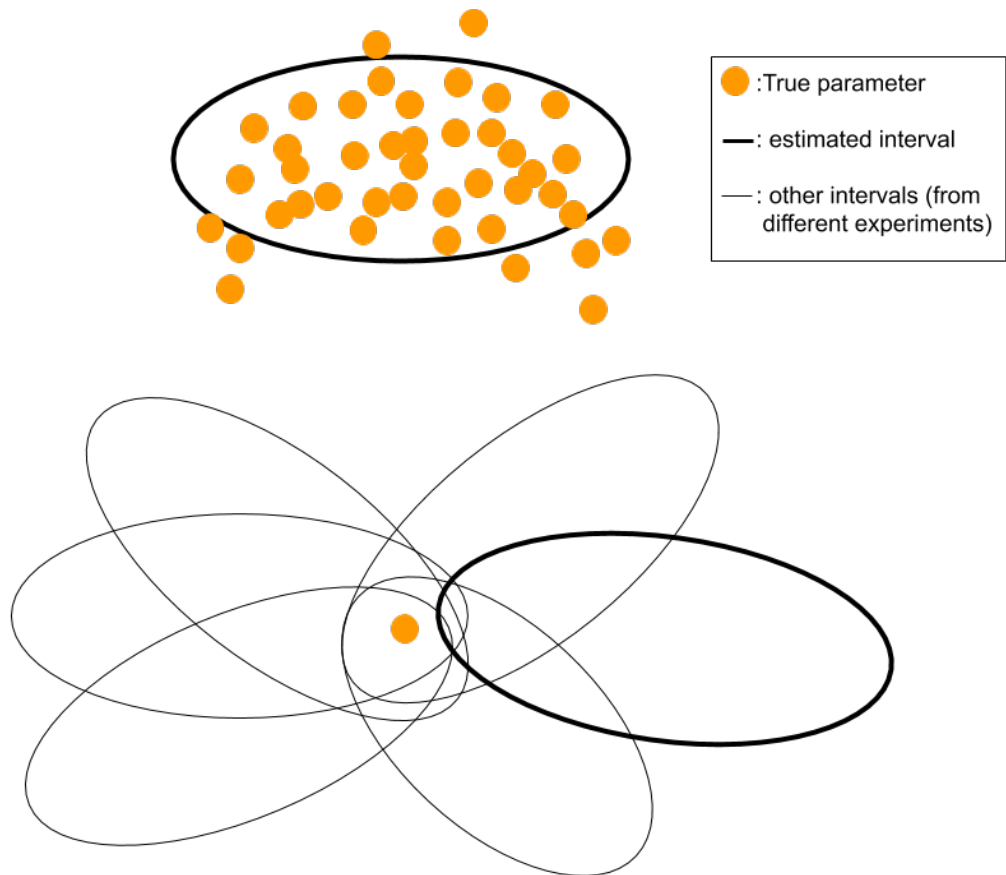 :True parameter
: estimated interval
: other intervals (from
different experiments)